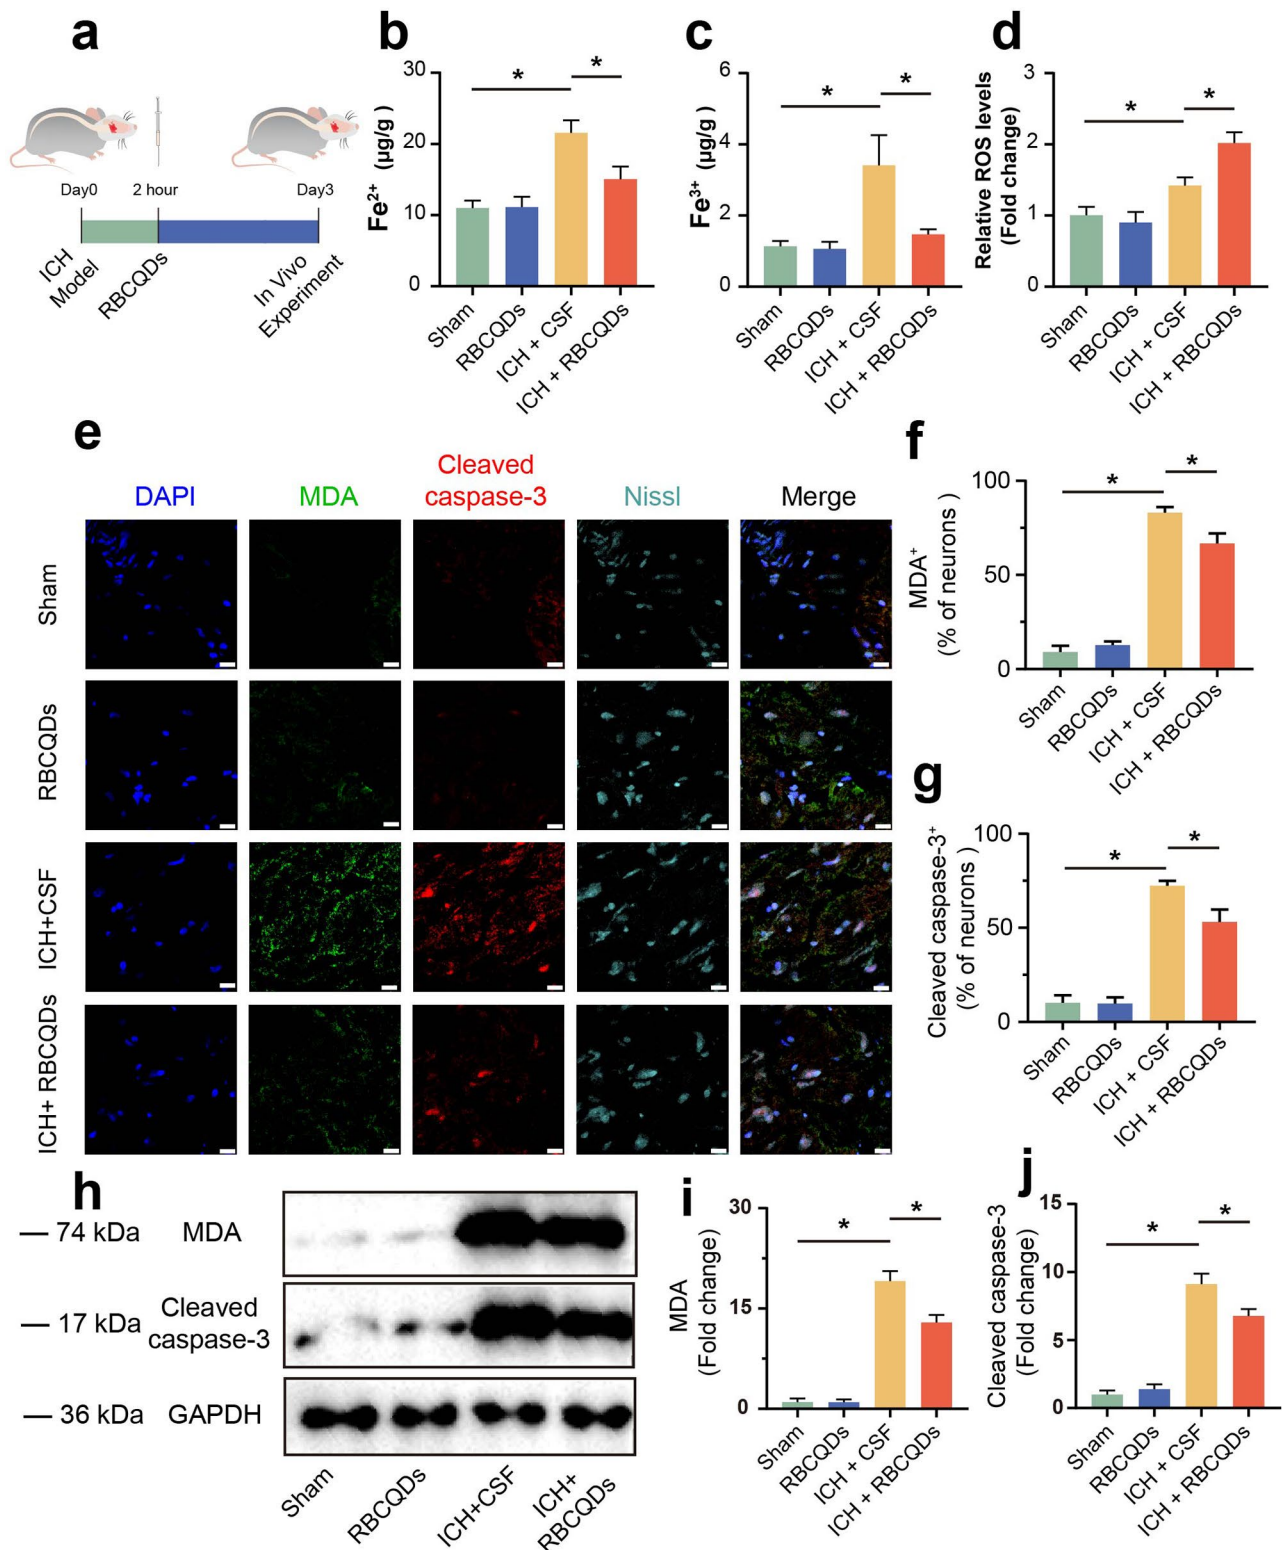 a
Day0
2 hour
Day3
ICH
Model
RBCQDs
In Vivo
Experiment
b
Fe²⁺ (µg/g)
30
20
10
0
*
*
Sham
RBCQDs
ICH + CSF
ICH + RBCQDs
c
Fe³⁺ (µg/g)
6
4
2
0
*
*
Sham
RBCQDs
ICH + CSF
ICH + RBCQDs
d
Relative ROS levels
(Fold change)
3
2
1
0
*
*
Sham
RBCQDs
ICH + CSF
ICH + RBCQDs
e
DAPI
MDA
Cleaved
caspase-3
Nissl
Merge
Sham
RBCQDs
ICH+CSF
ICH+ RBCQDs
f
MDA⁺
(% of neurons )
100
50
0
*
*
Sham
RBCQDs
ICH + CSF
ICH + RBCQDs
g
Cleaved caspase-3⁺
(% of neurons )
100
50
0
*
*
Sham
RBCQDs
ICH + CSF
ICH + RBCQDs
h
— 74 kDa
MDA
— 17 kDa
Cleaved
caspase-3
— 36 kDa
GAPDH
Sham
RBCQDs
ICH+CSF
ICH+
RBCQDs
i
MDA
(Fold change)
30
15
0
*
*
Sham
RBCQDs
ICH + CSF
ICH + RBCQDs
j
Cleaved caspase-3
(Fold change)
15
10
5
0
*
*
Sham
RBCQDs
ICH + CSF
ICH + RBCQDs